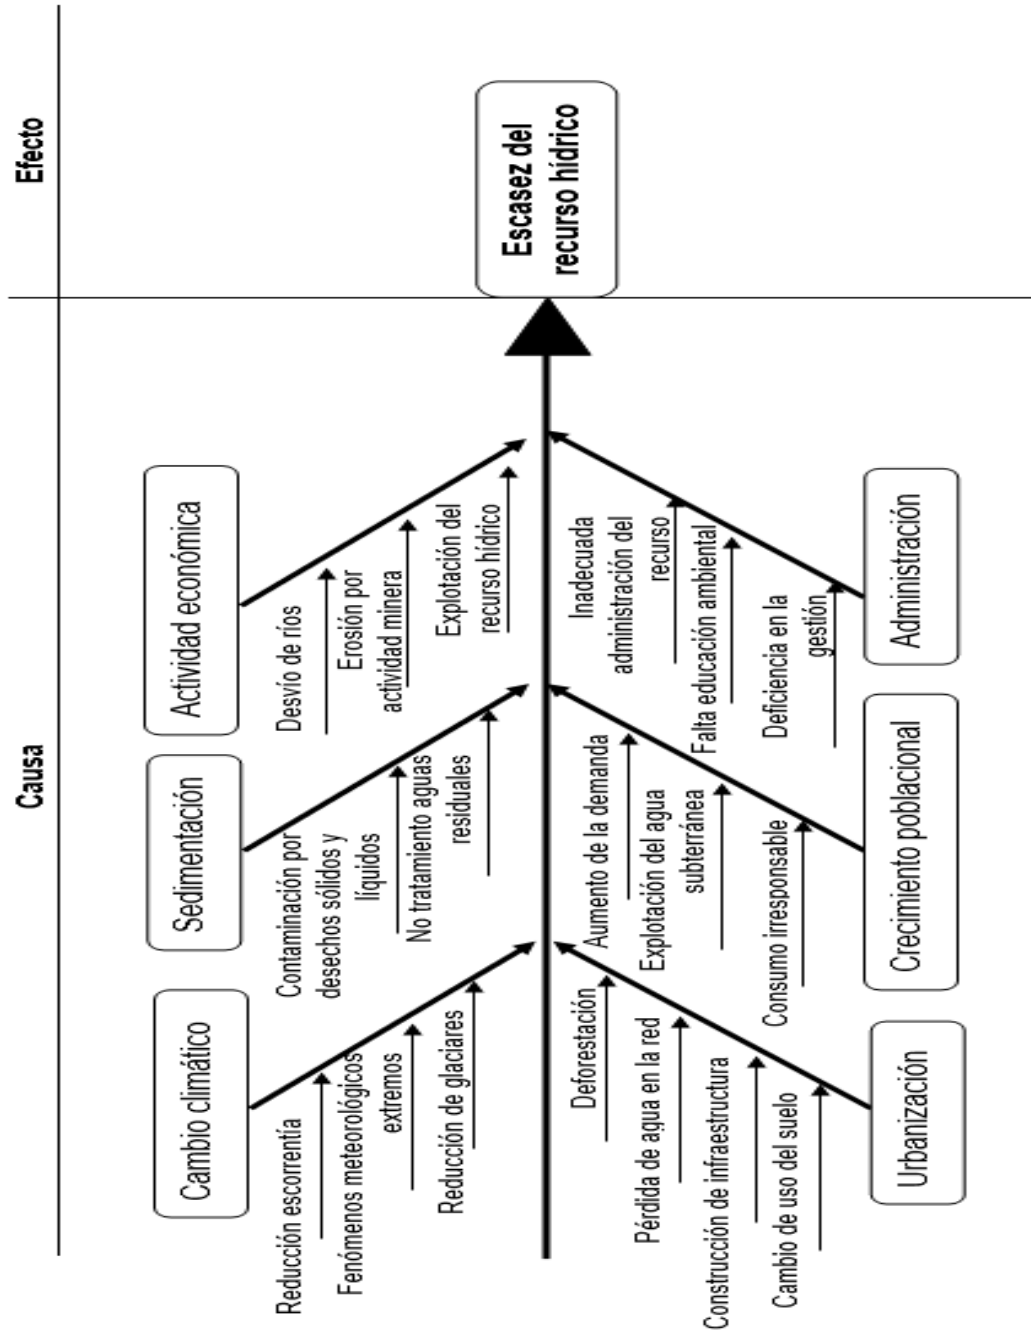 Causa
Efecto
Cambio climático
Sedimentación
Actividad económica
Reducción escorrentía
Fenómenos meteorológicos
extremos
Reducción de glaciares
Contaminación por
desechos sólidos y
líquidos
No tratamiento aguas
residuales
Desvío de ríos
Erosión por
actividad minera
Explotación del
recurso hídrico
Escasez del
recurso hídrico
Deforestación
Pérdida de agua en la red
Construcción de infraestructura
Cambio de uso del suelo
Aumento de la demanda
Explotación del agua
subterránea
Consumo irresponsable
Inadecuada
administración del
recurso
Falta educación ambiental
Deficiencia en la
gestión
Urbanización
Crecimiento poblacional
Administración